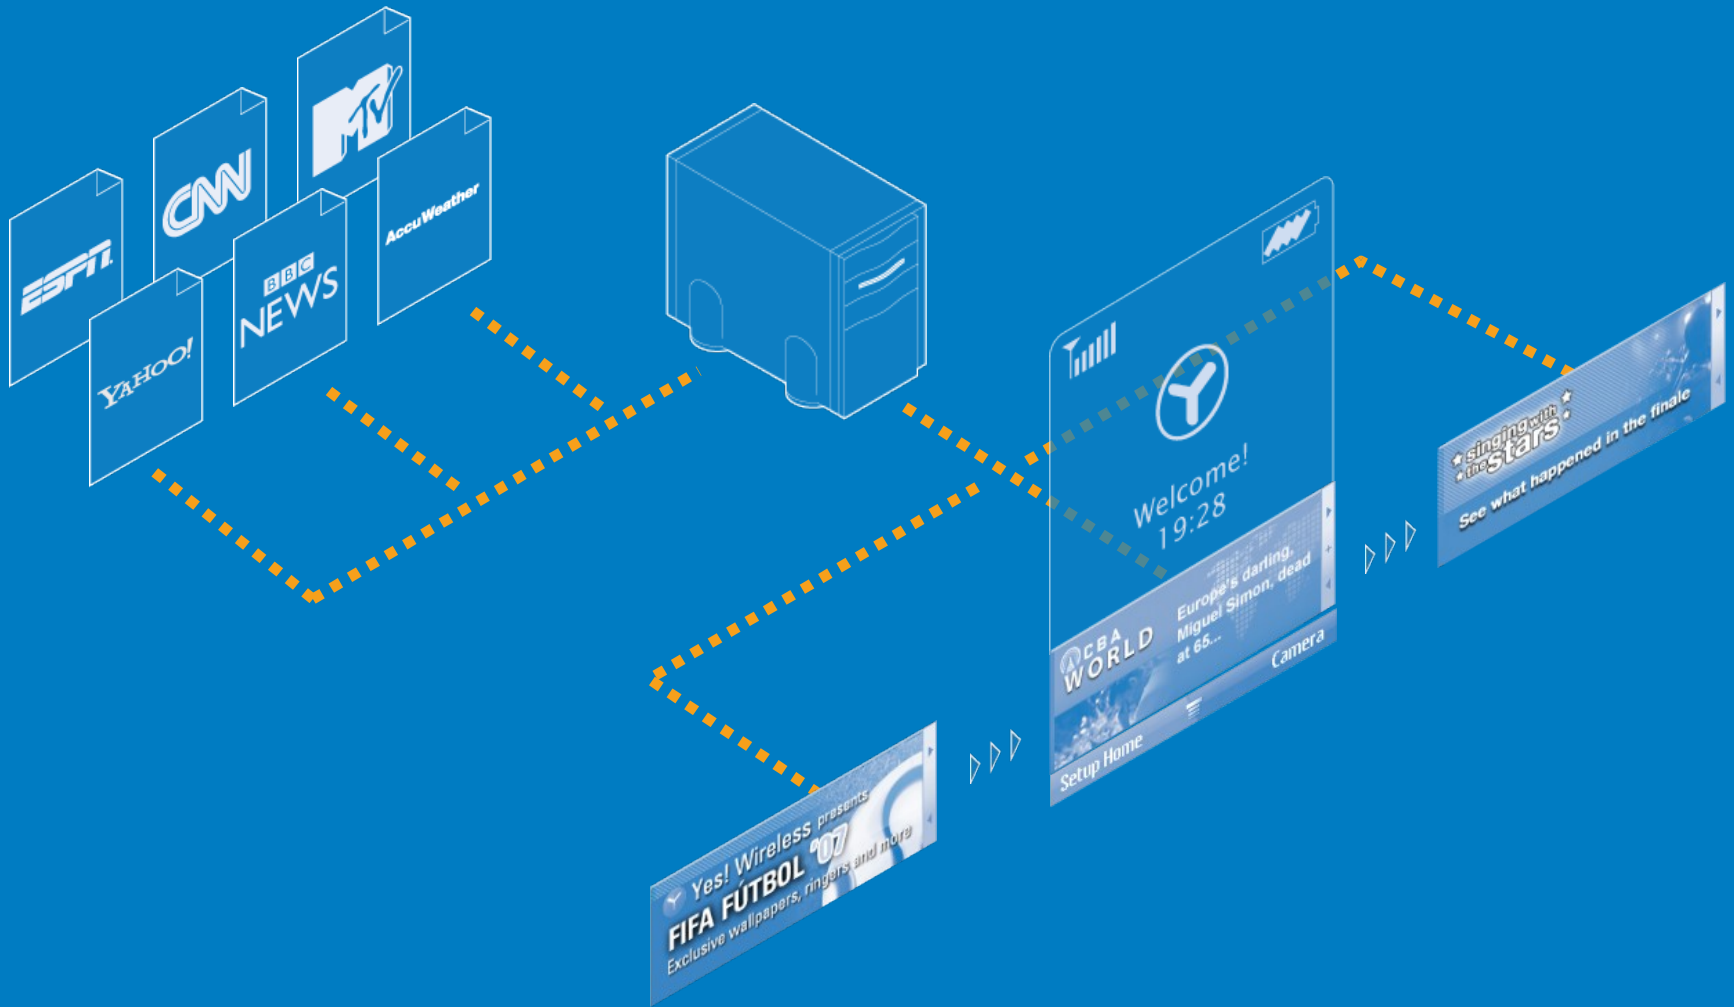 MTV
CNN
AccuWeather
ESPN
BBC
NEWS
YAHOO!
Welcome!
19:28
CBA
WORLD
Europe's darling,
Miguel Simon, dead
at 65...
Setup Home
Camera
singing with
the stars
See what happened in the finale
Yes! Wireless presents
FIFA FÚTBOL '07
Exclusive wallpapers, ringers and more